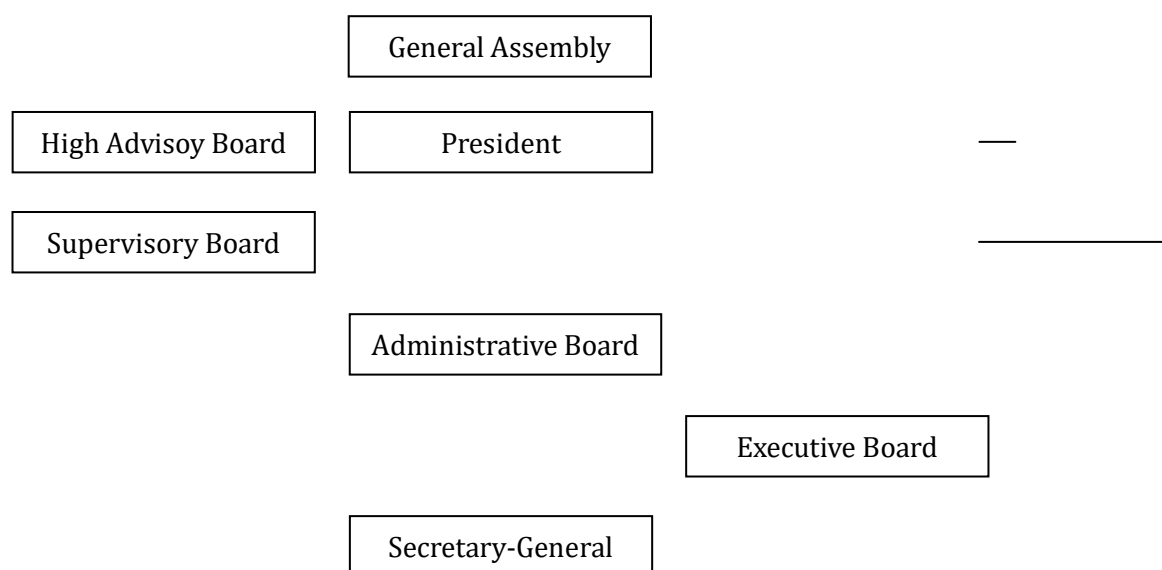 General Assembly
High Advisoy Board
President
Supervisory Board
Administrative Board
Executive Board
Secretary-General